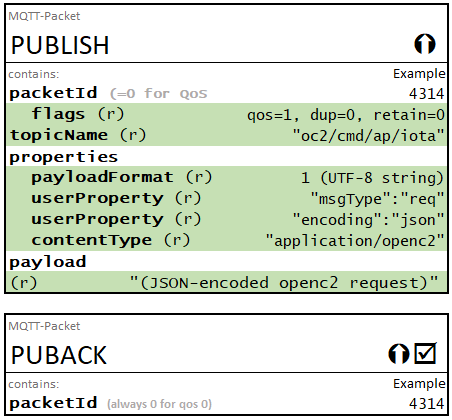 MQTT-Packet
PUBLISH
contains: Example
packetId (=0 for QoS 4314
flags (r) qos=1, dup=0, retain=0
topicName (r) "oc2/cmd/ap/iota"
properties
payloadFormat (r) 1 (UTF-8 string)
userProperty (r) "msgType":"req"
userProperty (r) "encoding":"json"
contentType (r) "application/openc2"
payload
(r) "(JSON-encoded openc2 request)"
MQTT-Packet
PUBACK
contains: Example
packetId (always 0 for qos 0) 4314